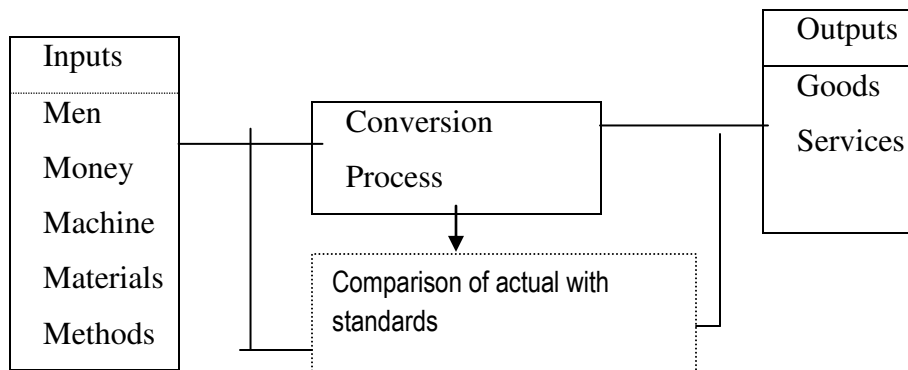 Inputs
Men
Money
Machine
Materials
Methods
Conversion
Process
Comparison of actual with
standards
Outputs
Goods
Services